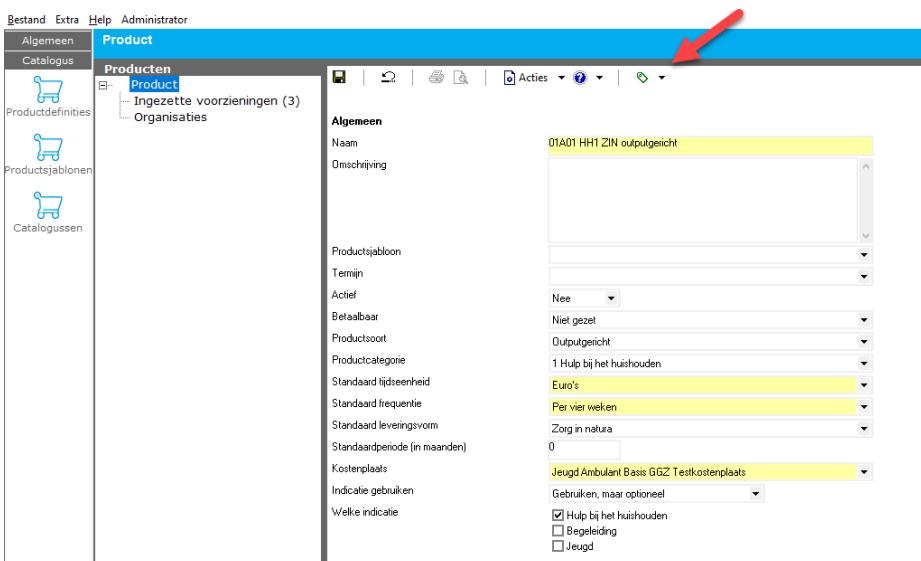 Bestand Extra Help Administrator
Algemeen
Product
Catalogus
Productdefinities
Productsjablonen
Catalogussen
Producten
Product
Ingezette voorzieningen (3)
Organisaties
Acties
Algemeen
Naam 01A01 HH1 ZIN outputgericht
Omschrijving
Productsjabloon
Termijn
Actief Nee
Betaalbaar Niet gezet
Productsoort Outputgericht
Productcategorie 1 Hulp bij het huishouden
Standaard tijdseenheid Euro's
Standaard frequentie Per vier weken
Standaard leveringsvorm Zorg in natura
Standaardperiode (in maanden) 0
Kostenplaats Jeugd Ambulant Basis GGZ Testkostenplaats
Indicatie gebruiken Gebruiken, maar optioneel
Welke indicatie Hulp bij het huishouden
Begeleiding
Jeugd